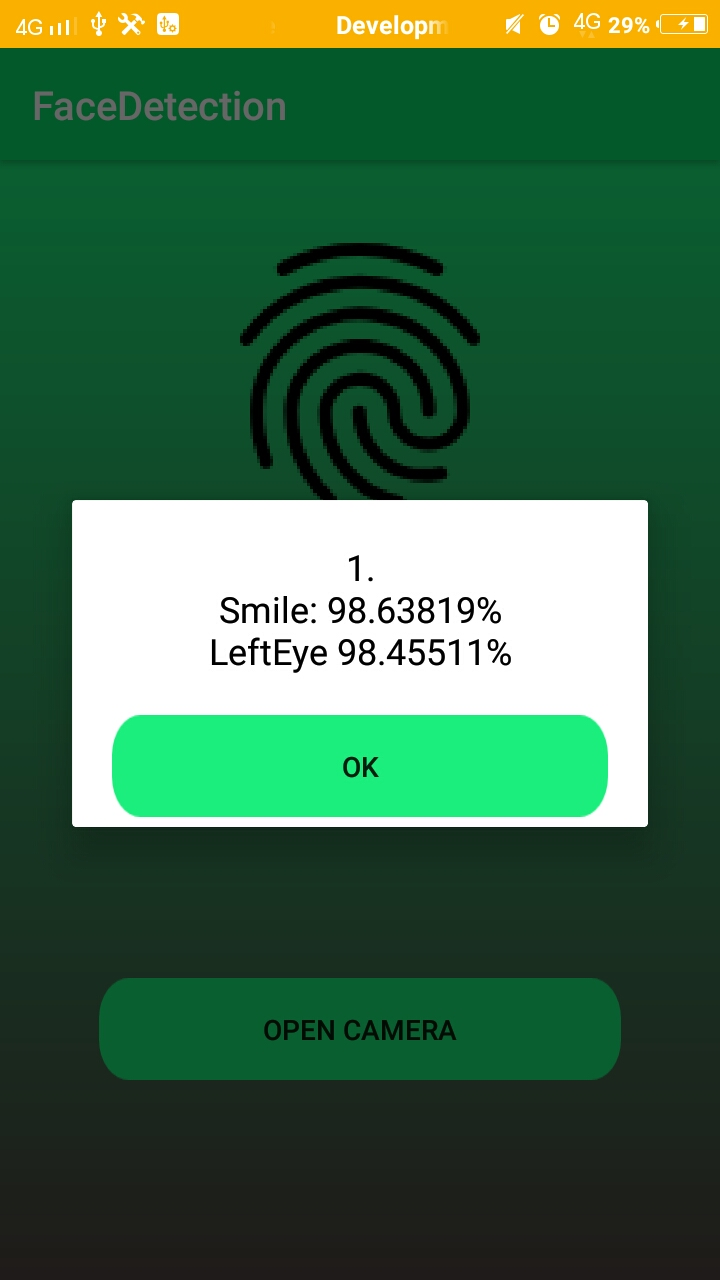 4G Developm 4G 29%
FaceDetection
1.
Smile: 98.63819%
LeftEye 98.45511%
OK
OPEN CAMERA